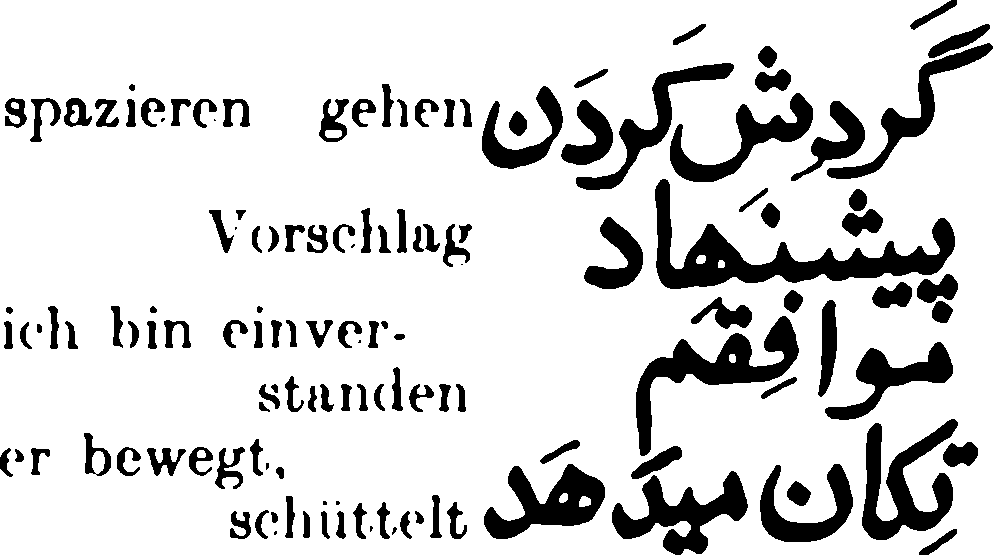 spazieren gehen گَردِش کَردَن
Vorschlag پیشنَهاد
ich bin einver-
standen موافِقَم
er bewegt,
schüttelt تِکان میدَهَد